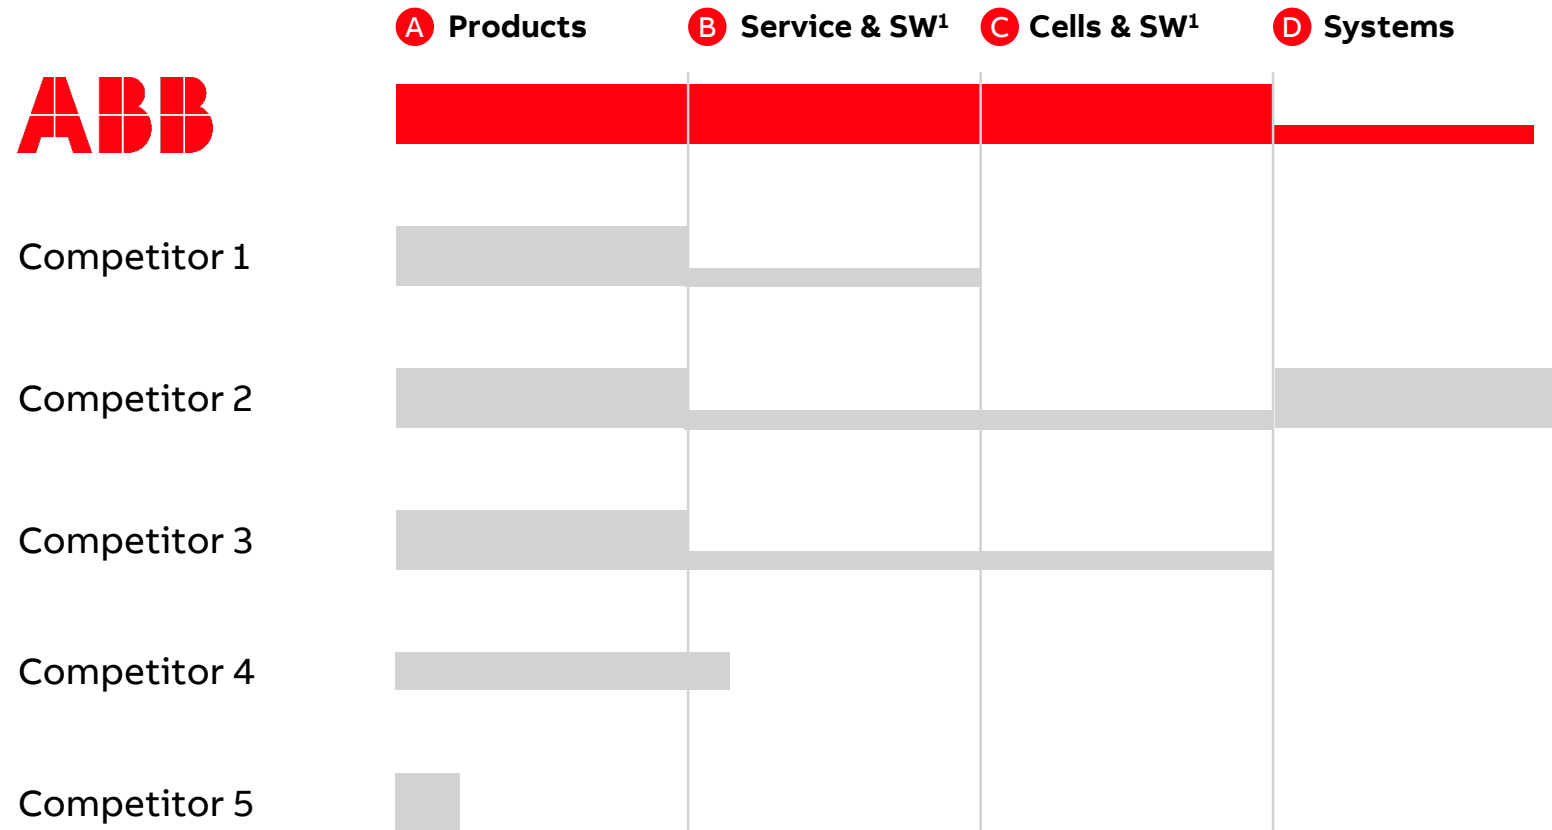 A Products B Service & SW¹ C Cells & SW¹ D Systems
ABB
Competitor 1
Competitor 2
Competitor 3
Competitor 4
Competitor 5